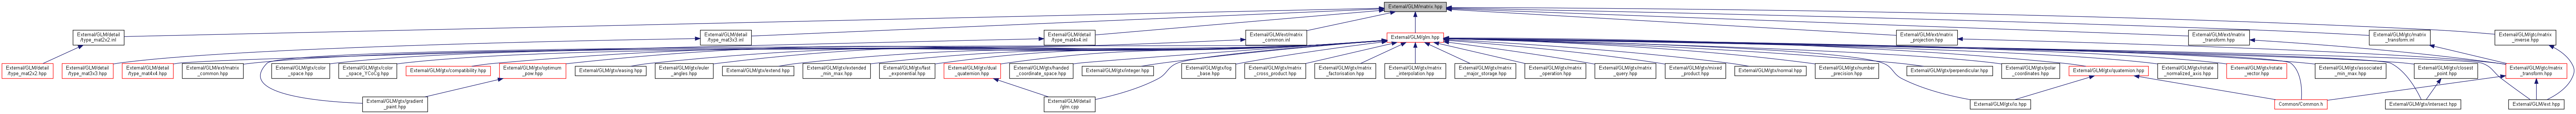 External/GLM/matrix.hpp
External/GLM/detail
/type_mat2x2.inl
External/GLM/detail
/type_mat3x3.inl
External/GLM/detail
/type_mat4x4.inl
External/GLM/ext/matrix
_common.inl
External/GLM/glm.hpp
External/GLM/ext/matrix
_projection.hpp
External/GLM/ext/matrix
_transform.hpp
External/GLM/gtc/matrix
_transform.inl
External/GLM/gtc/matrix
_inverse.hpp
External/GLM/detail
/type_mat2x2.hpp
External/GLM/detail
/type_mat3x3.hpp
External/GLM/detail
/type_mat4x4.hpp
External/GLM/ext/matrix
_common.hpp
External/GLM/gtx/color
_space.hpp
External/GLM/gtx/color
_space_YCoCg.hpp
External/GLM/gtx/compatibility.hpp
External/GLM/gtx/optimum
_pow.hpp
External/GLM/gtx/easing.hpp
External/GLM/gtx/euler
_angles.hpp
External/GLM/gtx/extend.hpp
External/GLM/gtx/extended
_min_max.hpp
External/GLM/gtx/fast
_exponential.hpp
External/GLM/gtx/dual
_quaternion.hpp
External/GLM/gtx/handed
_coordinate_space.hpp
External/GLM/gtx/integer.hpp
External/GLM/gtx/log
_base.hpp
External/GLM/gtx/matrix
_cross_product.hpp
External/GLM/gtx/matrix
_factorisation.hpp
External/GLM/gtx/matrix
_interpolation.hpp
External/GLM/gtx/matrix
_major_storage.hpp
External/GLM/gtx/matrix
_operation.hpp
External/GLM/gtx/matrix
_query.hpp
External/GLM/gtx/mixed
_product.hpp
External/GLM/gtx/normal.hpp
External/GLM/gtx/number
_precision.hpp
External/GLM/gtx/perpendicular.hpp
External/GLM/gtx/polar
_coordinates.hpp
External/GLM/gtx/quaternion.hpp
External/GLM/gtx/rotate
_normalized_axis.hpp
External/GLM/gtx/rotate
_vector.hpp
External/GLM/gtx/associated
_min_max.hpp
External/GLM/gtx/closest
_point.hpp
External/GLM/gtc/matrix
_transform.hpp
External/GLM/gtx/gradient
_paint.hpp
External/GLM/detail
/glm.cpp
External/GLM/gtx/io.hpp
Common/Common.h
External/GLM/gtx/intersect.hpp
External/GLM/ext.hpp